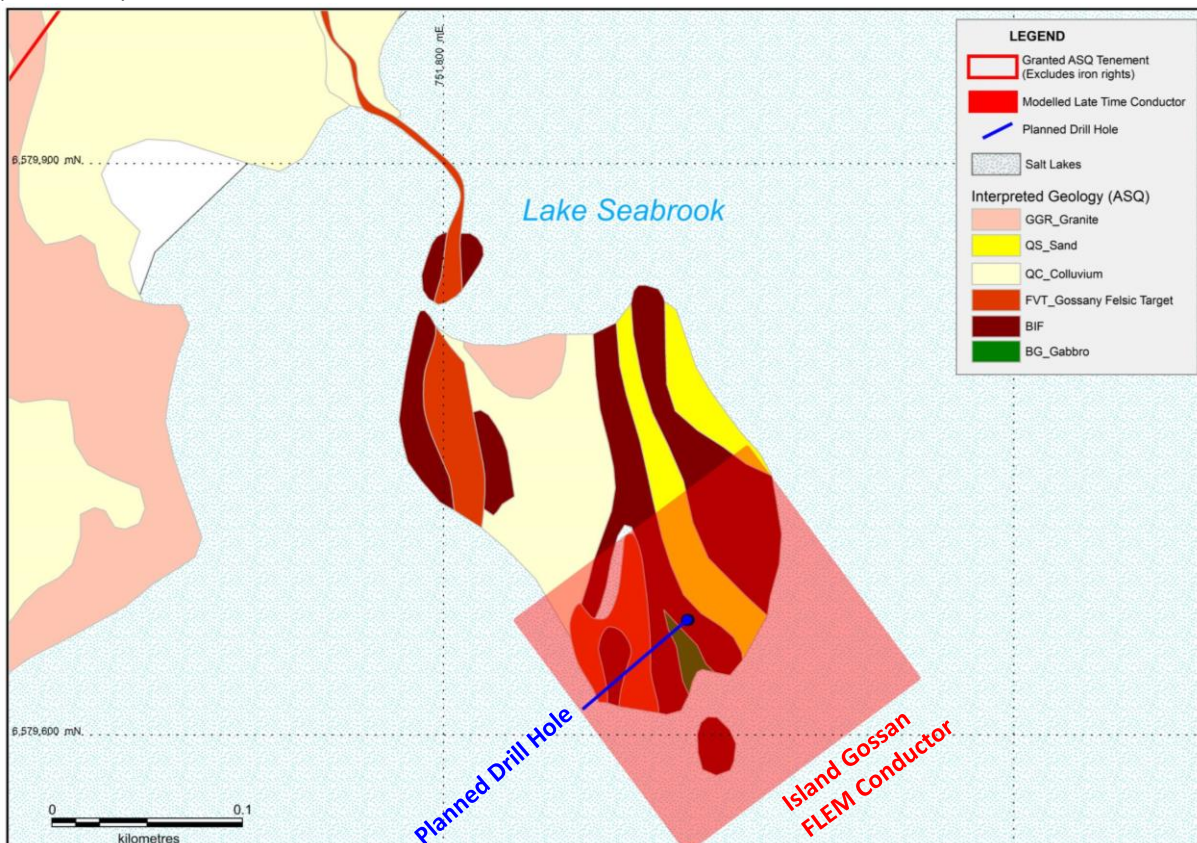 751,800 mE
6,579,900 mN
Lake Seabrook
6,579,600 mN
Planned Drill Hole
Island Gossan
FLEM Conductor
0 0.1
kilometres
LEGEND
Granted ASQ Tenement
(Excludes iron rights)
Modelled Late Time Conductor
Planned Drill Hole
Salt Lakes
Interpreted Geology (ASQ)
GGR_Granite
QS_Sand
QC_Colluvium
FVT_Gossany Felsic Target
BIF
BG_Gabbro